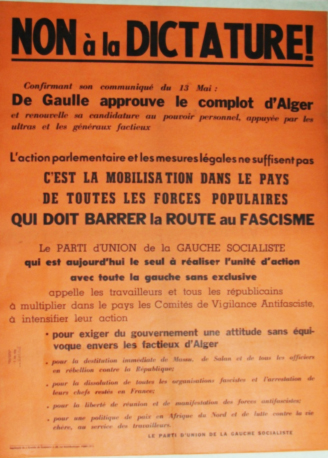 NON à la DICTATURE!
Confirmant son communiqué du 15 Mai :
De Gaulle approuve le complot d'Alger
et renouvelle sa candidature au pouvoir personnel, appuyée par les
ultras et les généraux factieux
L'action parlementaire et les mesures légales ne suffisent pas
C'EST LA MOBILISATION DANS LE PAYS
DE TOUTES LES FORCES POPULAIRES
QUI DOIT BARRER la ROUTE au FASCISME
Le PARTI d'UNION de la GAUCHE SOCIALISTE
qui est aujourd'hui le seul à réaliser l'unité d'action
avec toute la gauche sans exclusive
appelle les travailleurs et tous les républicains
à multiplier dans le pays les Comités de Vigilance Antifasciste,
à intensifier leur action
• pour exiger du gouvernement une attitude sans équi-
voque envers les factieux d'Alger
• pour la destitution immédiate de Massu, de Salan et de tous les officiers
en rébellion contre la République;
• pour la dissolution de toutes les organisations fascistes et l'arrestation de
leurs chefs restés en France;
• pour la liberté de réunion et de manifestation des forces antifascistes;
• pour une politique de paix en Afrique du Nord et de lutte contre la vie
chère, au service des travailleurs.
LE PARTI D'UNION DE LA GAUCHE SOCIALISTE